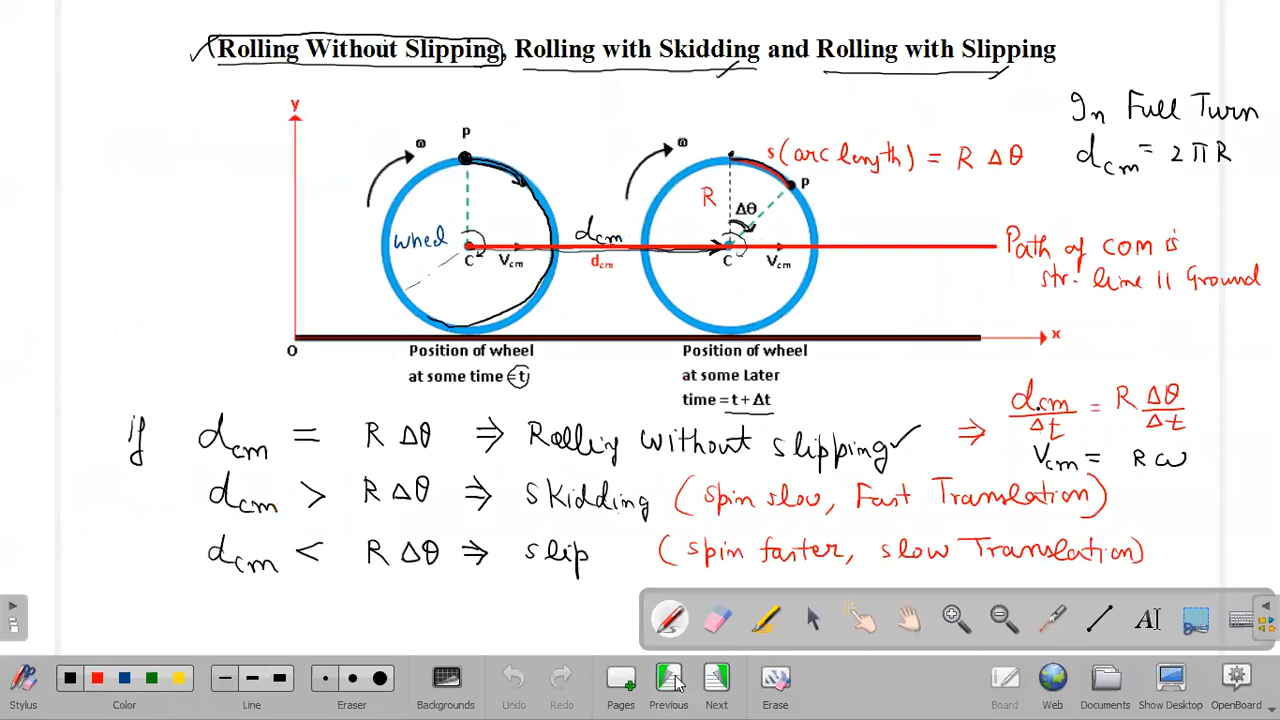 Rolling Without Slipping, Rolling with Skidding and Rolling with Slipping
In Full Turn
dcm = 2πR
y
ω P
ω
s(arc length) = R Δθ
P
R
Δθ
wheel
dcm
C Vcm
dcm
C Vcm
Path of COM is
str. line || Ground
O
x
Position of wheel
at some time = t
Position of wheel
at some Later
time = t + Δt
if dcm = R Δθ ⇒ Rolling without slipping ✓
⇒ dcm/Δt = R Δθ/Δt
Vcm = R ω
dcm > R Δθ ⇒ skidding (spin slow, Fast Translation)
dcm < R Δθ ⇒ slip (spin faster, slow Translation)
Stylus Color Line Eraser Backgrounds Undo Redo Pages Previous Next Erase Board Web Documents Show Desktop OpenBoard